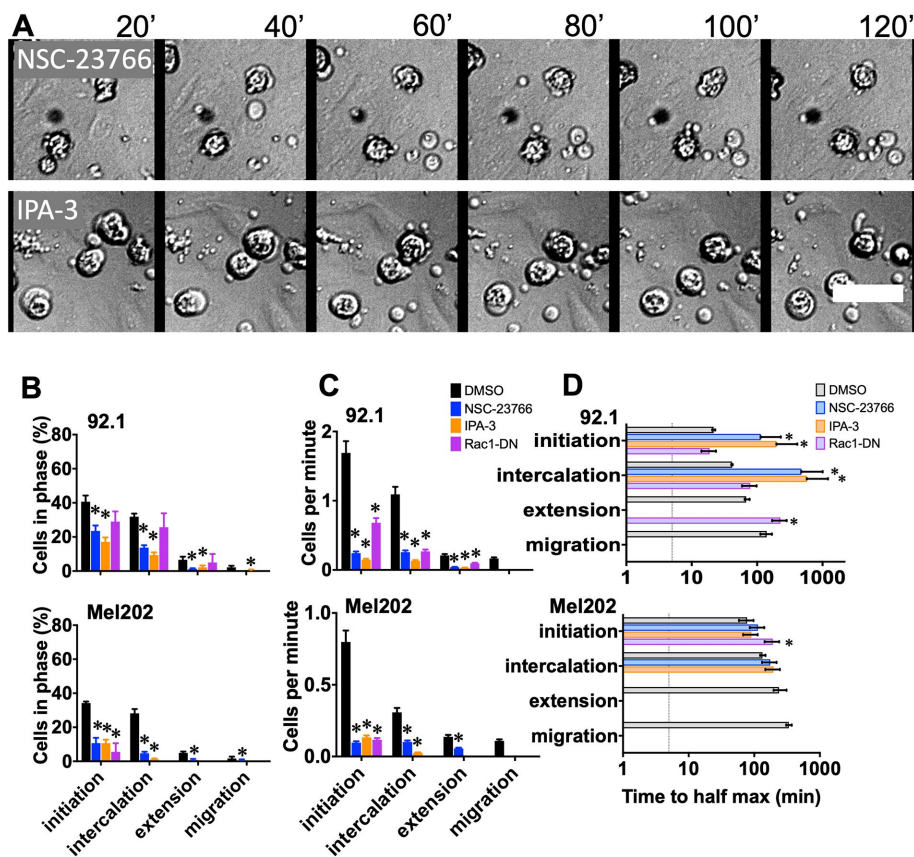 A
20’ 40’ 60’ 80’ 100’ 120’
NSC-23766
IPA-3
B
92.1
Cells in phase (%)
80
60
40
20
0
* * * * * * *
Mel202
Cells in phase (%)
80
60
40
20
0
* * * * * * *
initiation
intercalation
extension
migration
C
92.1
DMSO
NSC-23766
IPA-3
Rac1-DN
Cells per minute
2
1
0
* * * * * * * * *
Mel202
Cells per minute
1.0
0.5
0.0
* * * * * *
initiation
intercalation
extension
migration
D
92.1
DMSO
NSC-23766
IPA-3
Rac1-DN
initiation
*
*
intercalation
*
*
extension
*
migration
1 10 100 1000
Mel202
initiation
*
intercalation
extension
migration
1 10 100 1000
Time to half max (min)